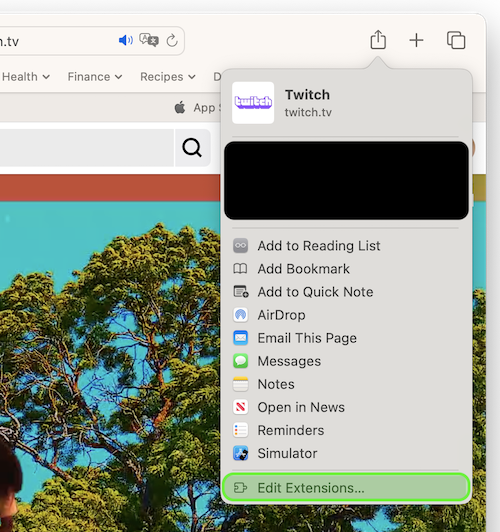 .tv
Health
Finance
Recipes
App
twitch
Twitch
twitch.tv
Add to Reading List
Add Bookmark
Add to Quick Note
AirDrop
Email This Page
Messages
Notes
Open in News
Reminders
Simulator
Edit Extensions...